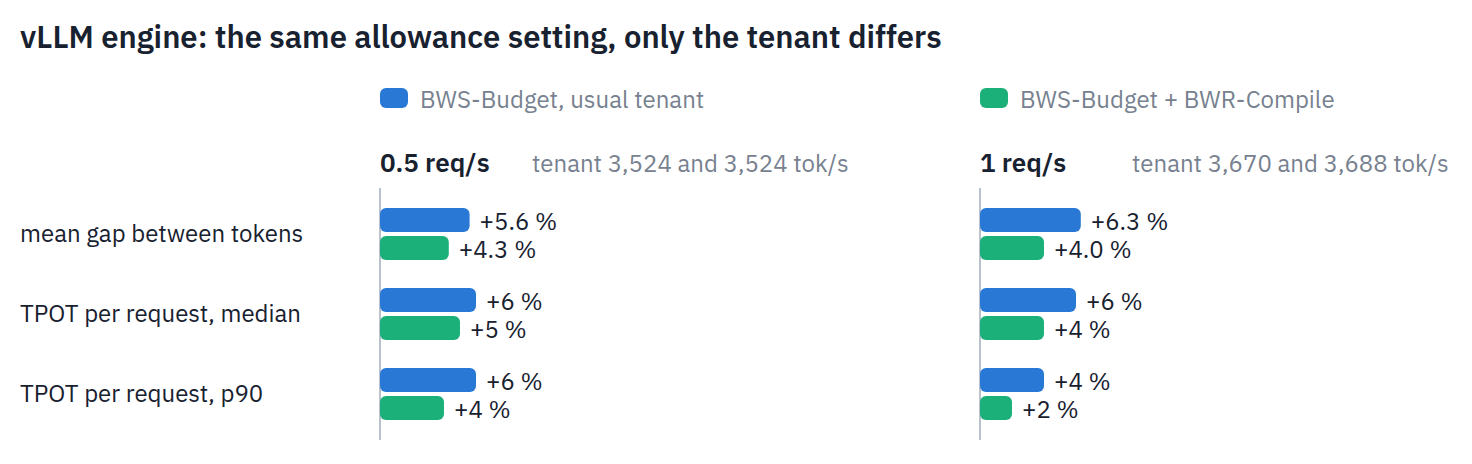 vLLM engine: the same allowance setting, only the tenant differs
BWS-Budget, usual tenant
BWS-Budget + BWR-Compile
0.5 req/s tenant 3,524 and 3,524 tok/s
1 req/s tenant 3,670 and 3,688 tok/s
mean gap between tokens
+5.6 %
+4.3 %
+6.3 %
+4.0 %
TPOT per request, median
+6 %
+5 %
+6 %
+4 %
TPOT per request, p90
+6 %
+4 %
+4 %
+2 %